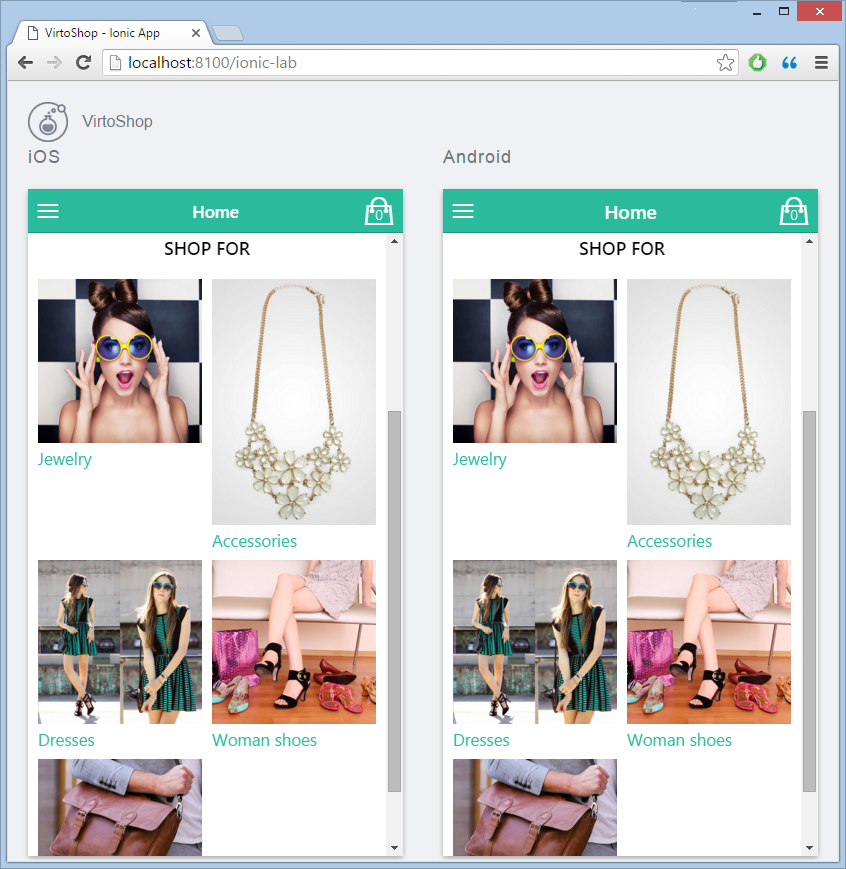 VirtoShop - Ionic App
localhost:8100/ionic-lab
VirtoShop
iOS
Home
0
SHOP FOR
Jewelry
Accessories
Dresses
Woman shoes
Android
Home
0
SHOP FOR
Jewelry
Accessories
Dresses
Woman shoes